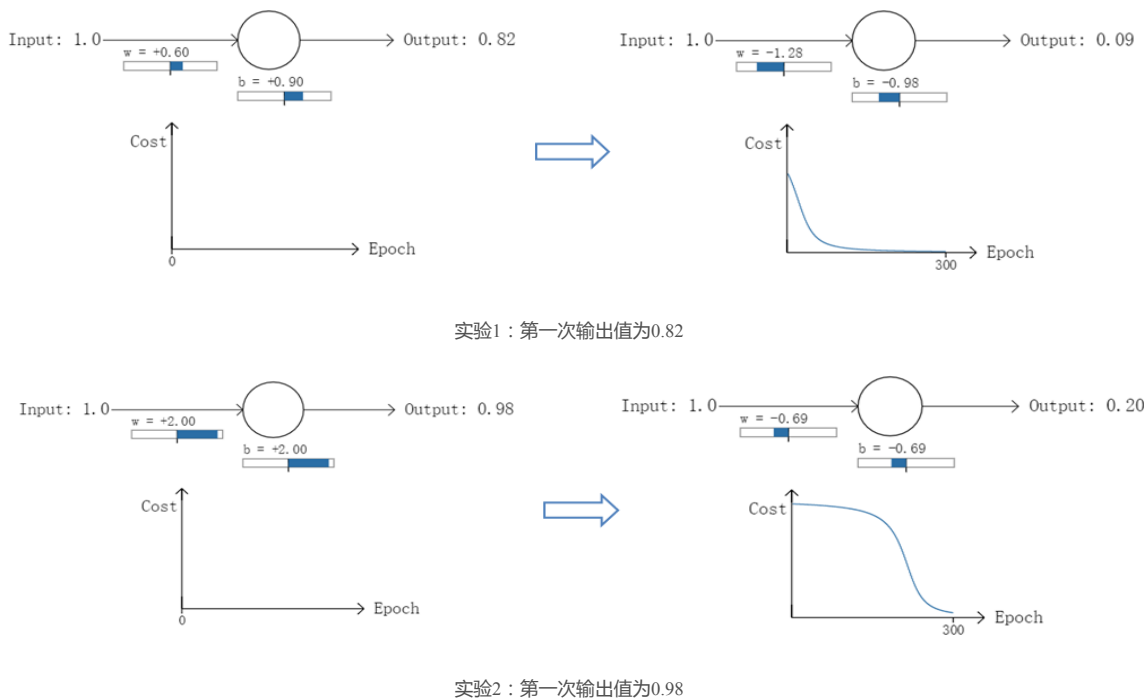 Input: 1.0
w = +0.60
b = +0.90
Output: 0.82
Cost
0
Epoch
Input: 1.0
w = -1.28
b = -0.98
Output: 0.09
Cost
300
Epoch
实验1：第一次输出值为0.82
Input: 1.0
w = +2.00
b = +2.00
Output: 0.98
Cost
0
Epoch
Input: 1.0
w = -0.69
b = -0.69
Output: 0.20
Cost
300
Epoch
实验2：第一次输出值为0.98